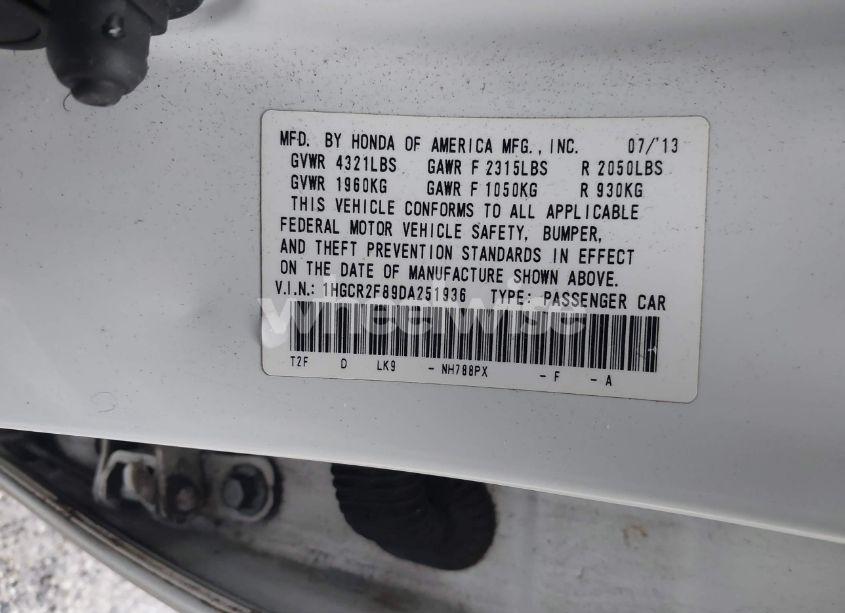 MFD. BY HONDA OF AMERICA MFG., INC. 07/'13
GVWR 4321LBS GAWR F 2315LBS R 2050LBS
GVWR 1960KG GAWR F 1050KG R 930KG
THIS VEHICLE CONFORMS TO ALL APPLICABLE
FEDERAL MOTOR VEHICLE SAFETY, BUMPER,
AND THEFT PREVENTION STANDARDS IN EFFECT
ON THE DATE OF MANUFACTURE SHOWN ABOVE.
V.I.N.: 1HGCR2F89DA251936 TYPE: PASSENGER CAR
wheelwise
T2F D LK9 - NH788PX - F - A